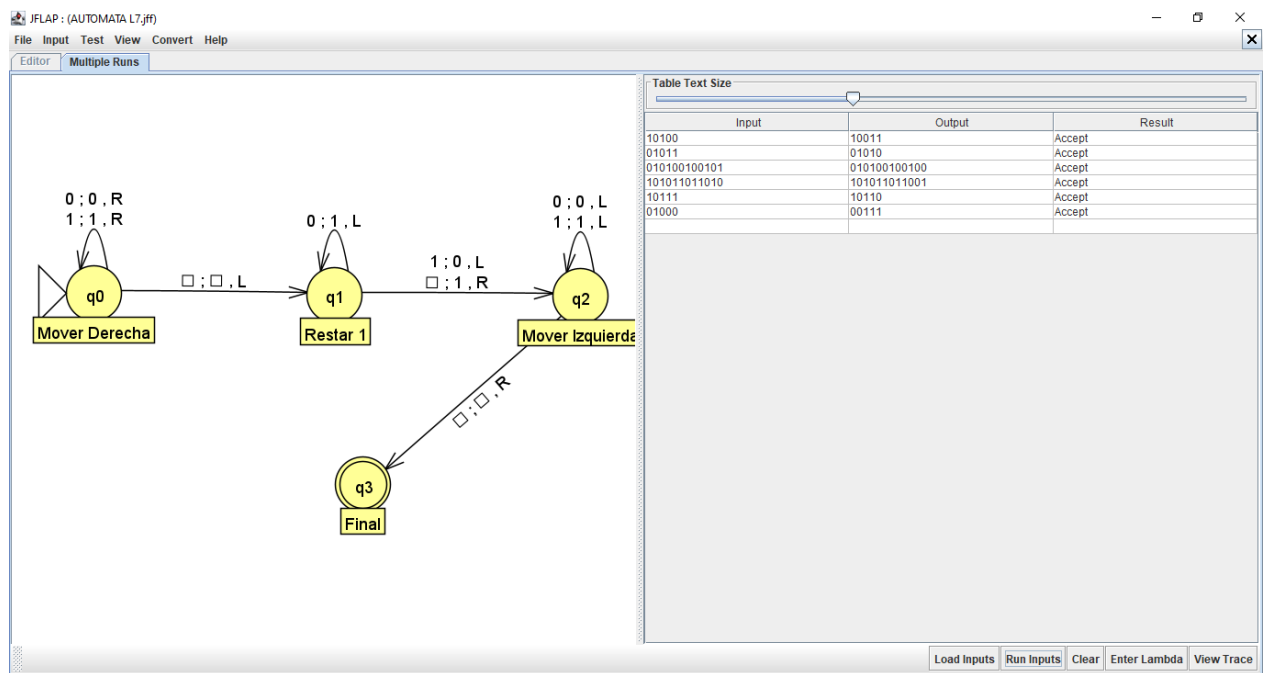 JFLAP : (AUTOMATA L7.jff)
File Input Test View Convert Help
Editor Multiple Runs
Table Text Size
Input Output Result
10100 10011 Accept
01011 01010 Accept
010100100101 010100100100 Accept
101011011010 101011011001 Accept
10111 10110 Accept
01000 00111 Accept
0 ; 0 , R
1 ; 1 , R
0 ; 1 , L
0 ; 0 , L
1 ; 1 , L
□ ; □ , L
1 ; 0 , L
□ ; 1 , R
q0
q1
q2
Mover Derecha
Restar 1
Mover Izquierda
□ ; □ , R
q3
Final
Load Inputs Run Inputs Clear Enter Lambda View Trace